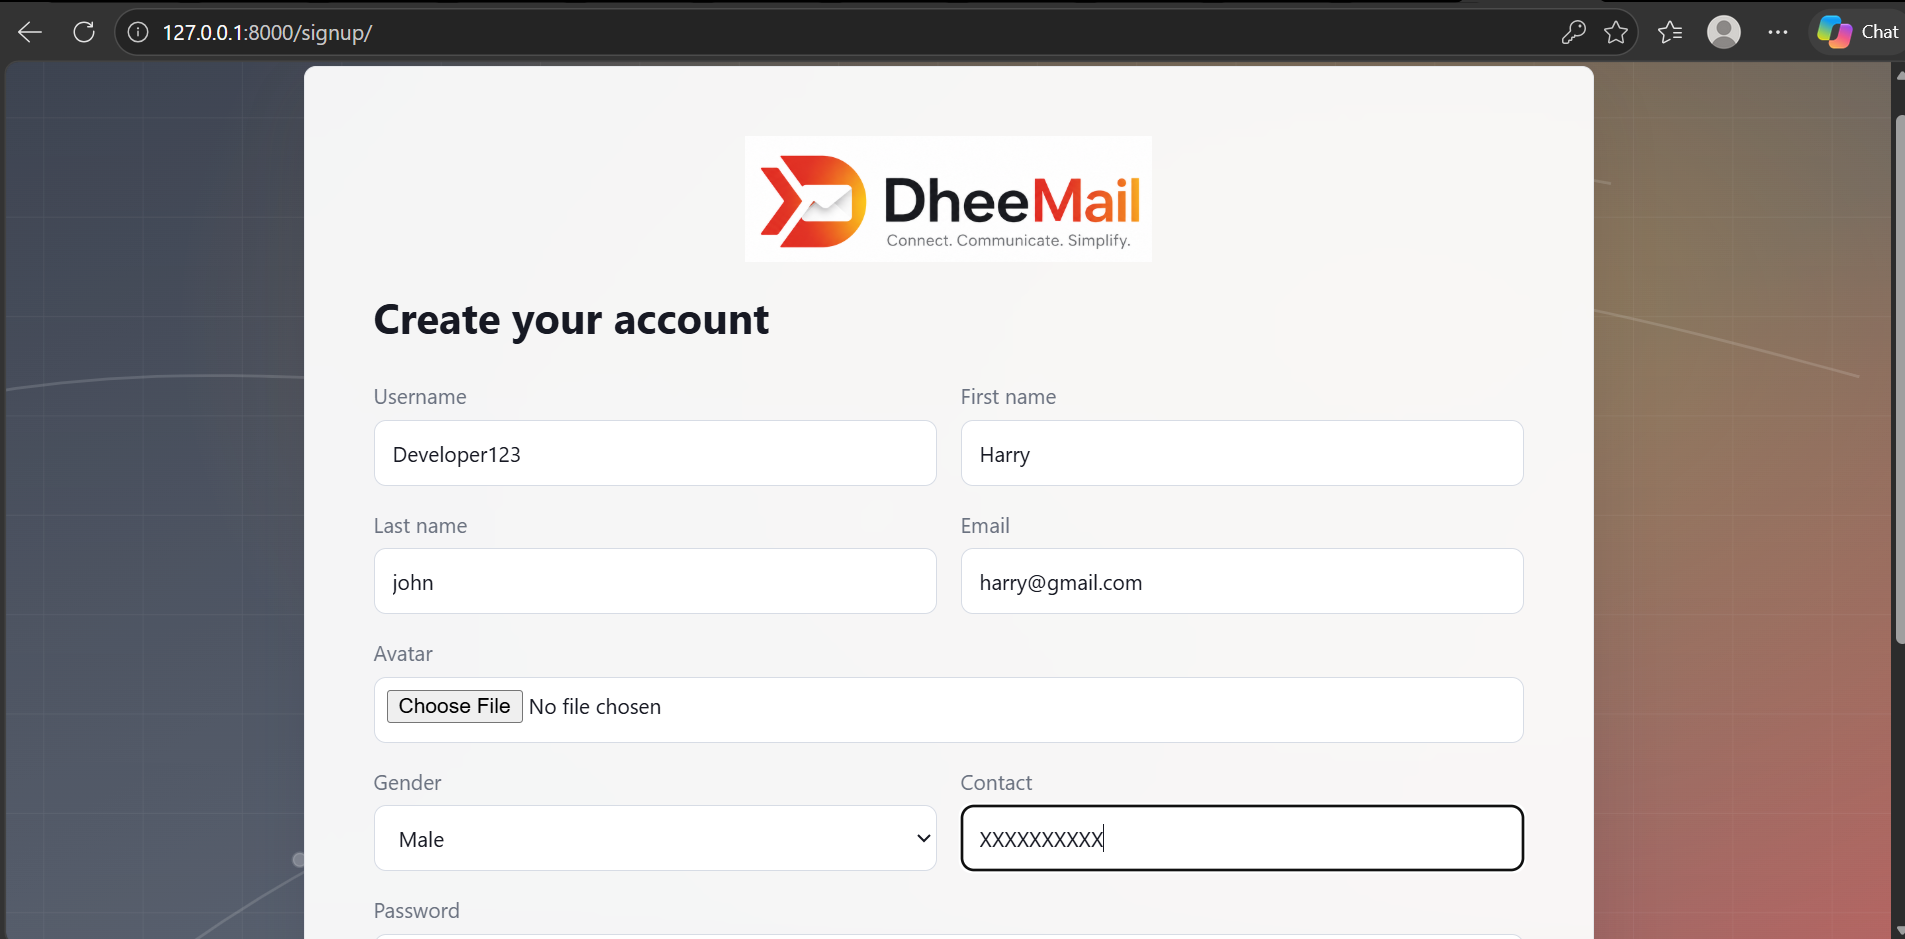 127.0.0.1:8000/signup/
Chat
DheeMail
Connect. Communicate. Simplify.
Create your account
Username First name
Developer123 Harry
Last name Email
john harry@gmail.com
Avatar
Choose File No file chosen
Gender Contact
Male XXXXXXXXXX
Password